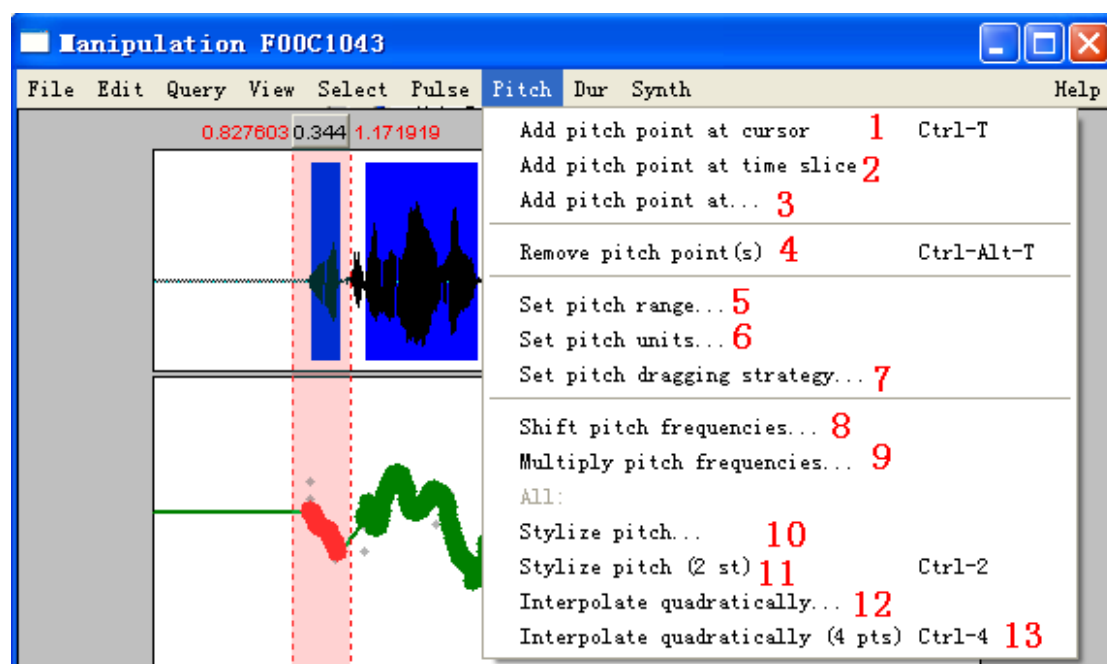 Manipulation F00C1043
File Edit Query View Select Pulse Pitch Dur Synth Help
0.827603 0.344 1.171919
Add pitch point at cursor 1 Ctrl-T
Add pitch point at time slice 2
Add pitch point at... 3
Remove pitch point(s) 4 Ctrl-Alt-T
Set pitch range... 5
Set pitch units... 6
Set pitch dragging strategy... 7
Shift pitch frequencies... 8
Multiply pitch frequencies... 9
All:
Stylize pitch... 10
Stylize pitch (2 st) 11 Ctrl-2
Interpolate quadratically... 12
Interpolate quadratically (4 pts) Ctrl-4 13